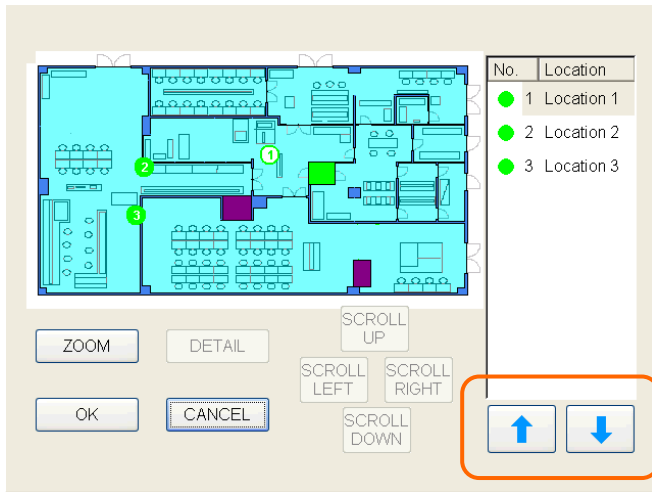 No. Location
1 Location 1
2 Location 2
3 Location 3
1
2
3
ZOOM
DETAIL
OK
CANCEL
SCROLL
UP
SCROLL
LEFT
SCROLL
RIGHT
SCROLL
DOWN